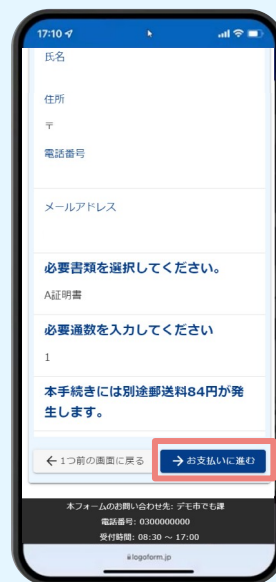 17:10
氏名
住所
〒
電話番号
メールアドレス
必要書類を選択してください。
A証明書
必要通数を入力してください
1
本手続きには別途郵送料84円が発
生します。
←1つ前の画面に戻る
→お支払いに進む
本フォームのお問い合わせ先: デモ市でも課
電話番号: 0300000000
受付時間: 08:30 ～ 17:00
logoform.jp